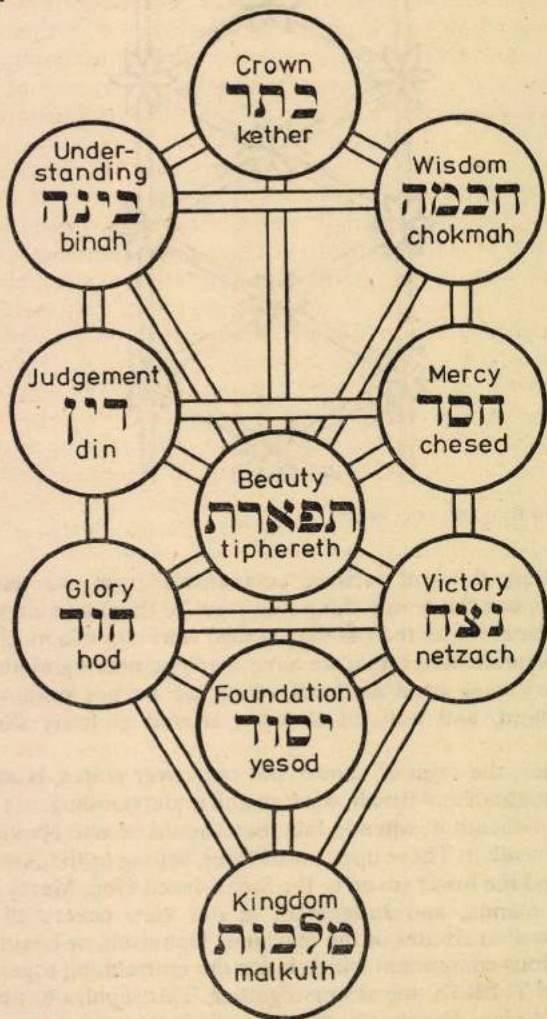 Crown
כתר
kether
Under-
standing
בינה
binah
Wisdom
חכמה
chokmah
Judgement
דין
din
Mercy
חסד
chesed
Beauty
תפארת
tiphereth
Glory
הוד
hod
Victory
נצח
netzach
Foundation
יסוד
yesod
Kingdom
מלכות
malkuth